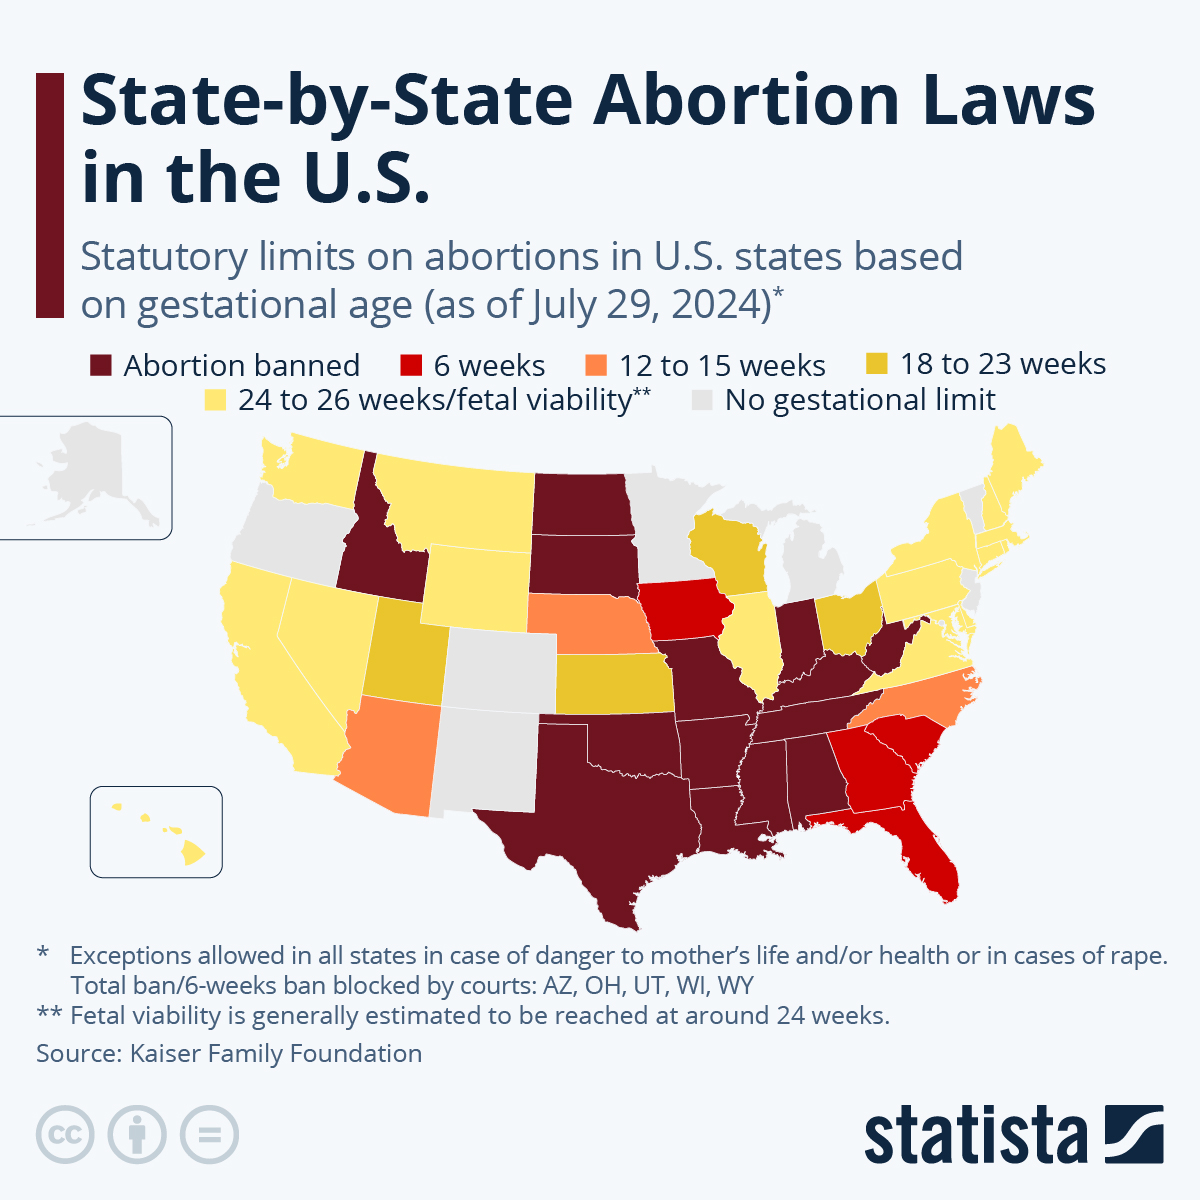 State-by-State Abortion Laws
in the U.S.
Statutory limits on abortions in U.S. states based
on gestational age (as of July 29, 2024)*
Abortion banned 6 weeks 12 to 15 weeks 18 to 23 weeks
24 to 26 weeks/fetal viability** No gestational limit
* Exceptions allowed in all states in case of danger to mother's life and/or health or in cases of rape.
Total ban/6-weeks ban blocked by courts: AZ, OH, UT, WI, WY
** Fetal viability is generally estimated to be reached at around 24 weeks.
Source: Kaiser Family Foundation
cc
statista